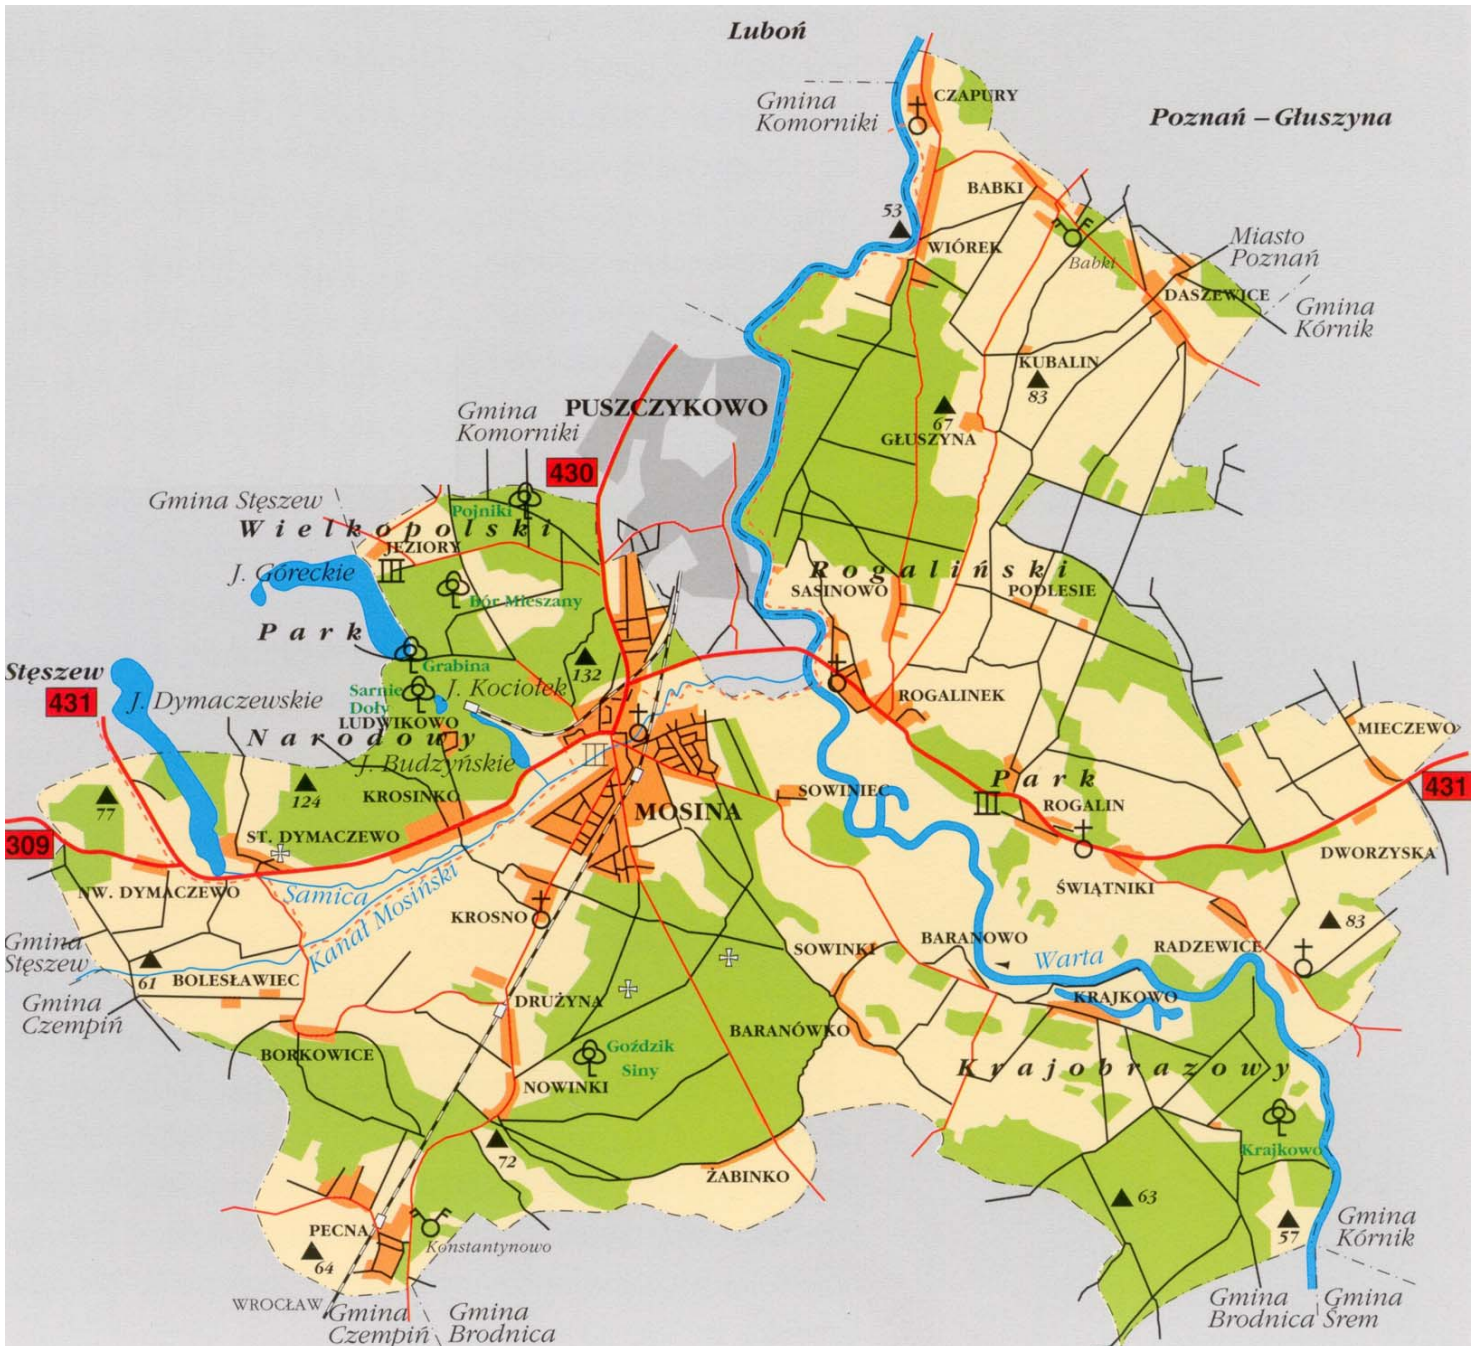 Luboń
Gmina
Komorniki
CZAPURY
Poznań – Głuszyna
BABKI
53
WIÓREK
Babki
Miasto
Poznań
DASZEWICE
Gmina
Kórnik
KUBALIN
83
67
GŁUSZYNA
PUSZCZYKOWO
Gmina
Komorniki
430
Gmina Stęszew
Pojniki
Wielkopolski
JEZIORY
J. Góreckie
Bór Mieszany
Rogaliński
SASINOWO
PODLESIE
Park
Grabina
132
Stęszew
431
J. Dymaczewskie
Sarnie
Doły
J. Kociołek
LUDWIKOWO
Narodowy
J. Budzyńskie
ROGALINEK
MIECZEWO
77
124
KROSINKO
MOSINA
SOWINIEC
Park
ROGALIN
431
309
ST. DYMACZEWO
DWORZYSKA
NW. DYMACZEWO
Samica
Kanał Mosiński
KROSNO
ŚWIĄTNIKI
83
Gmina
Stęszew
61
BOLESŁAWIEC
SOWINKI
BARANOWO
Warta
RADZEWICE
Gmina
Czempiń
DRUŻYNA
KRAJKOWO
BORKOWICE
BARANÓWKO
Goździk
Siny
NOWINKI
Krajobrazowy
72
Krajkowo
ŻABINKO
63
PECNA
64
Konstantynowo
57
Gmina
Kórnik
WROCŁAW
Gmina
Czempiń
Gmina
Brodnica
Gmina
Brodnica
Gmina
Śrem